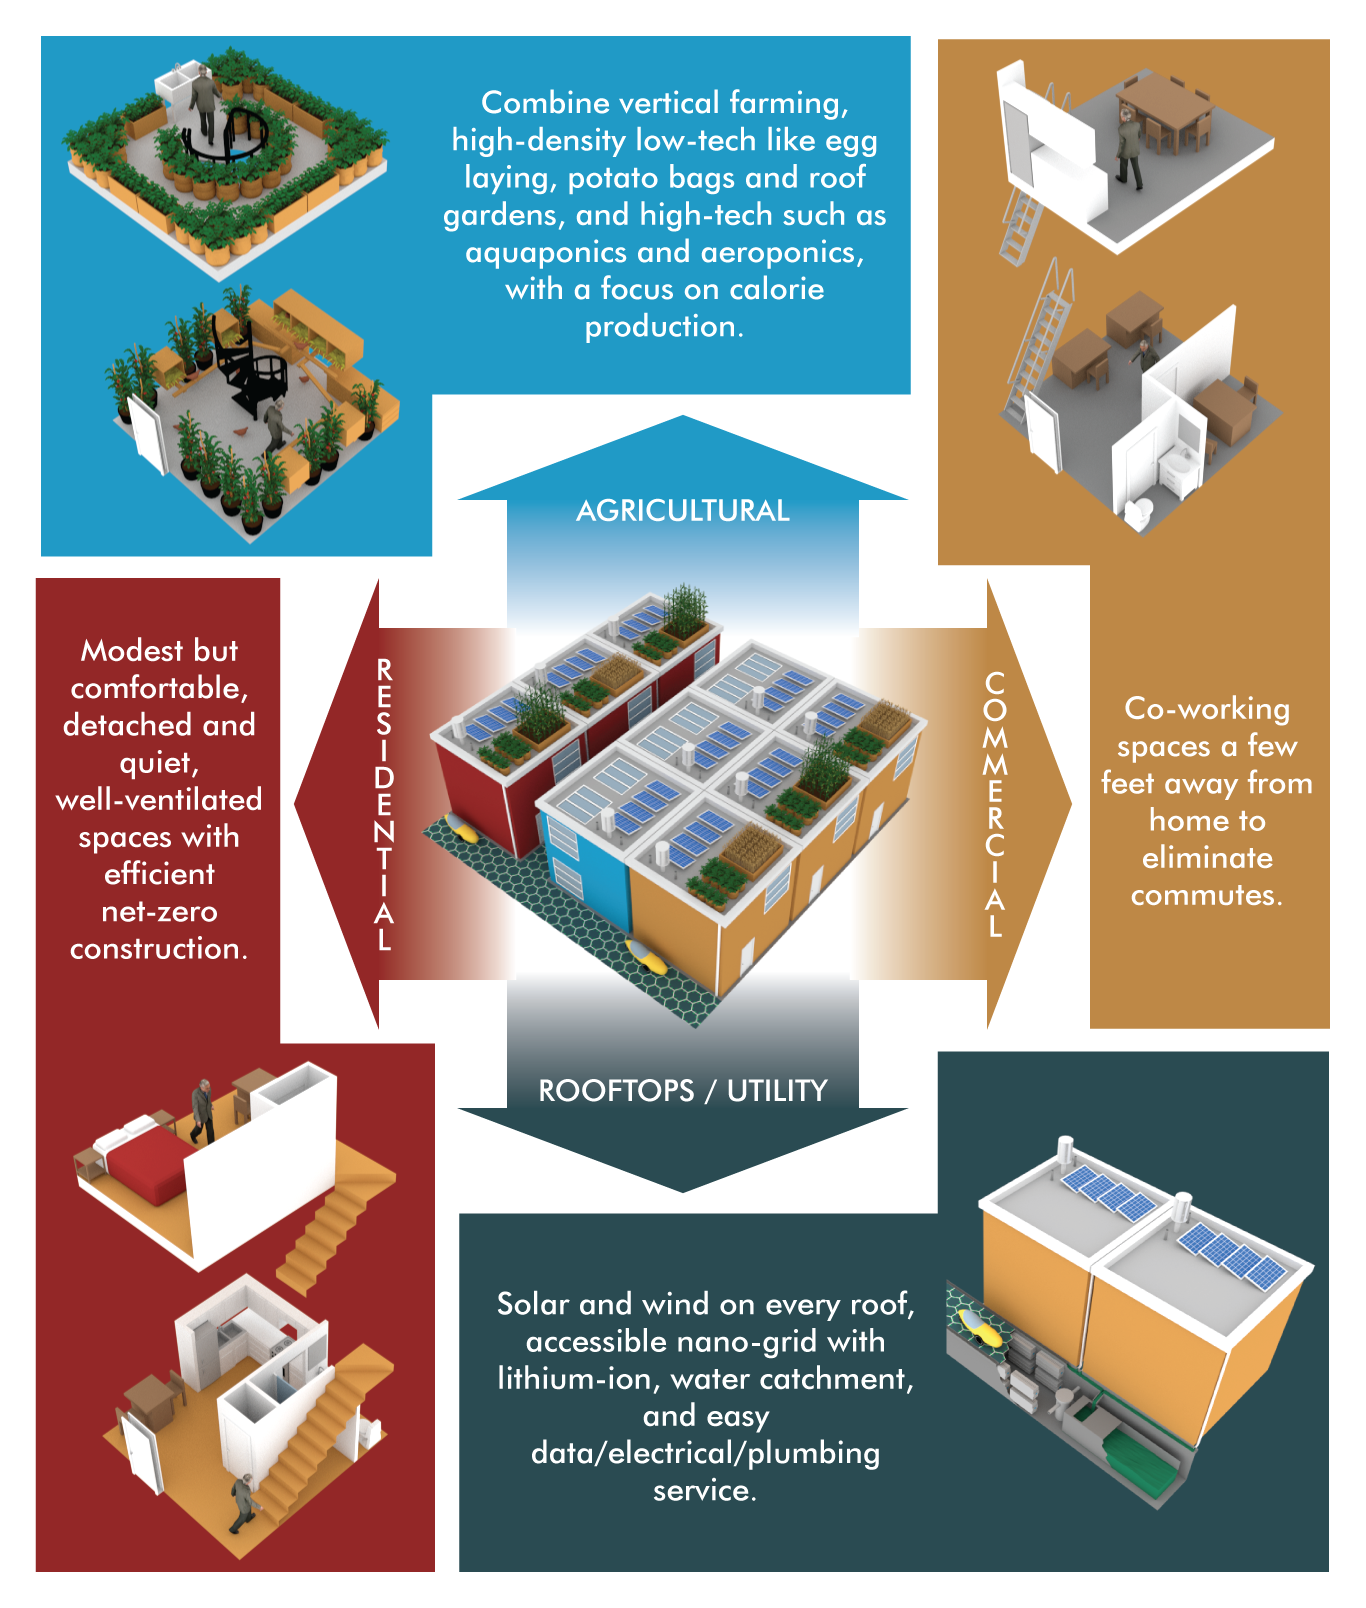 Combine vertical farming,
high-density low-tech like egg
laying, potato bags and roof
gardens, and high-tech such as
aquaponics and aeroponics,
with a focus on calorie
production.
AGRICULTURAL
Modest but
comfortable,
detached and
quiet,
well-ventilated
spaces with
efficient
net-zero
construction.
RESIDENTIAL
COMMERCIAL
Co-working
spaces a few
feet away from
home to
eliminate
commutes.
ROOFTOPS / UTILITY
Solar and wind on every roof,
accessible nano-grid with
lithium-ion, water catchment,
and easy
data/electrical/plumbing
service.